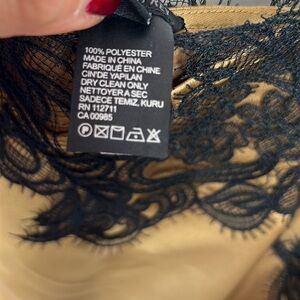 100% POLYESTER
MADE IN CHINA
FABRIQUÉ EN CHINE
CIN'DE YAPILAN
DRY CLEAN ONLY
NETTOYER A SEC
SADECE TEMIZ. KURU
RN 112711
CA 00985